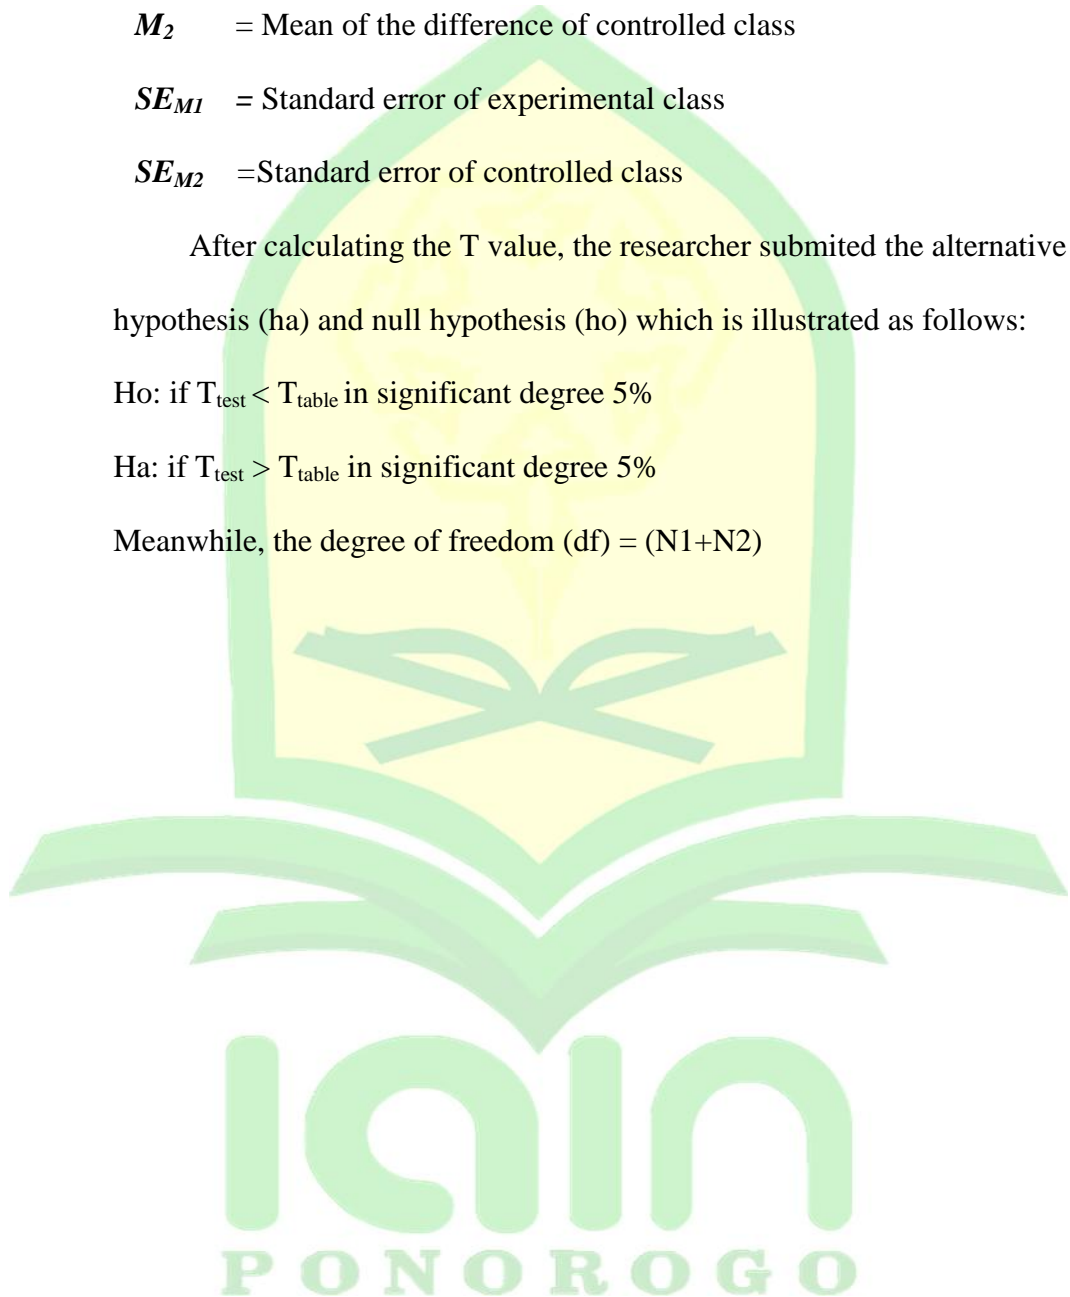 M2 = Mean of the difference of controlled class
SEM1 = Standard error of experimental class
SEM2 =Standard error of controlled class
After calculating the T value, the researcher submited the alternative
hypothesis (ha) and null hypothesis (ho) which is illustrated as follows:
Ho: if Ttest < Ttable in significant degree 5%
Ha: if Ttest > Ttable in significant degree 5%
Meanwhile, the degree of freedom (df) = (N1+N2)
iain
PONOROGO